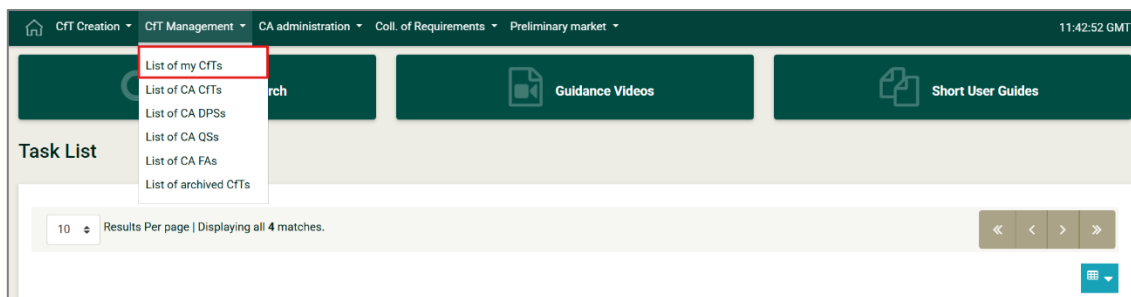 CfT Creation CfT Management CA administration Coll. of Requirements Preliminary market 11:42:52 GMT
List of my CfTs
List of CA CfTs
List of CA DPSs
List of CA QSs
List of CA FAs
List of archived CfTs
rch
Guidance Videos
Short User Guides
Task List
10 Results Per page | Displaying all 4 matches.
« < > »